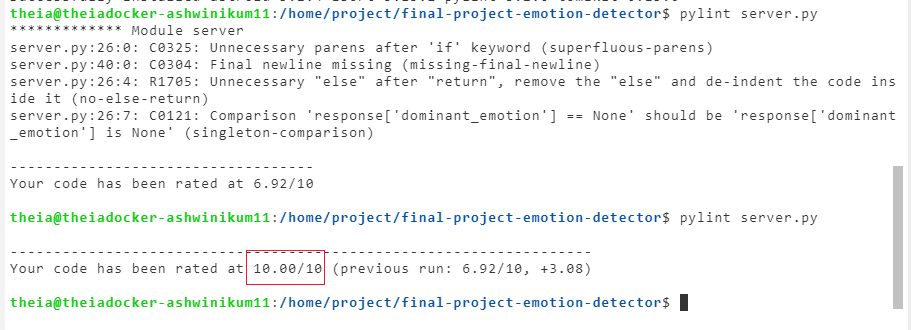 theia@theiadocker-ashwinikum11:/home/project/final-project-emotion-detector$ pylint server.py
************* Module server
server.py:26:0: C0325: Unnecessary parens after 'if' keyword (superfluous-parens)
server.py:40:0: C0304: Final newline missing (missing-final-newline)
server.py:26:4: R1705: Unnecessary "else" after "return", remove the "else" and de-indent the code ins
ide it (no-else-return)
server.py:26:7: C0121: Comparison 'response['dominant_emotion'] == None' should be 'response['dominant
_emotion'] is None' (singleton-comparison)
----------------------------------
Your code has been rated at 6.92/10
theia@theiadocker-ashwinikum11:/home/project/final-project-emotion-detector$ pylint server.py
-----------------------------------------------------------------
Your code has been rated at 10.00/10 (previous run: 6.92/10, +3.08)
theia@theiadocker-ashwinikum11:/home/project/final-project-emotion-detector$